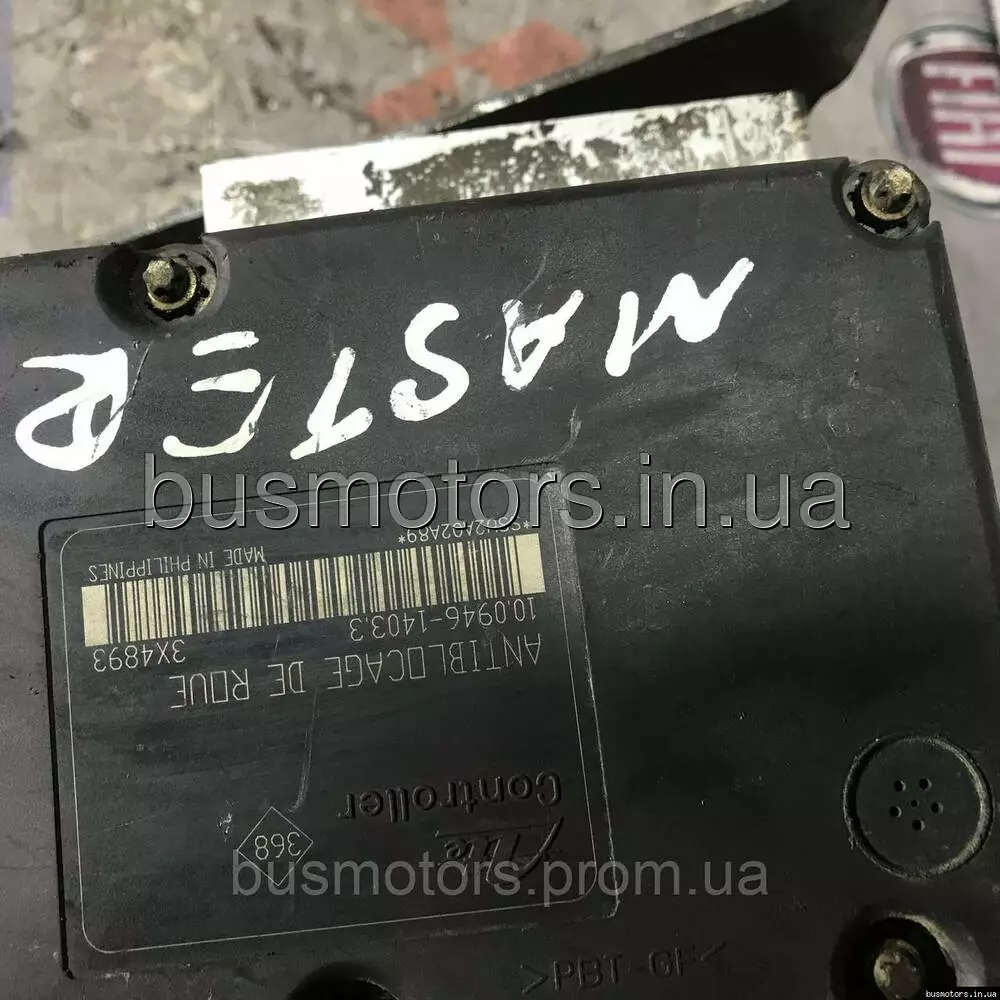 FIAT
MASTER
busmotors.in.ua
>PBT-GF<
Controller
368
ANTIBLOCAGE DE ROUE
10.0946-1403.3
3X4893
MADE IN PHILIPPINES
busmotors.prom.ua
busmotors.in.ua